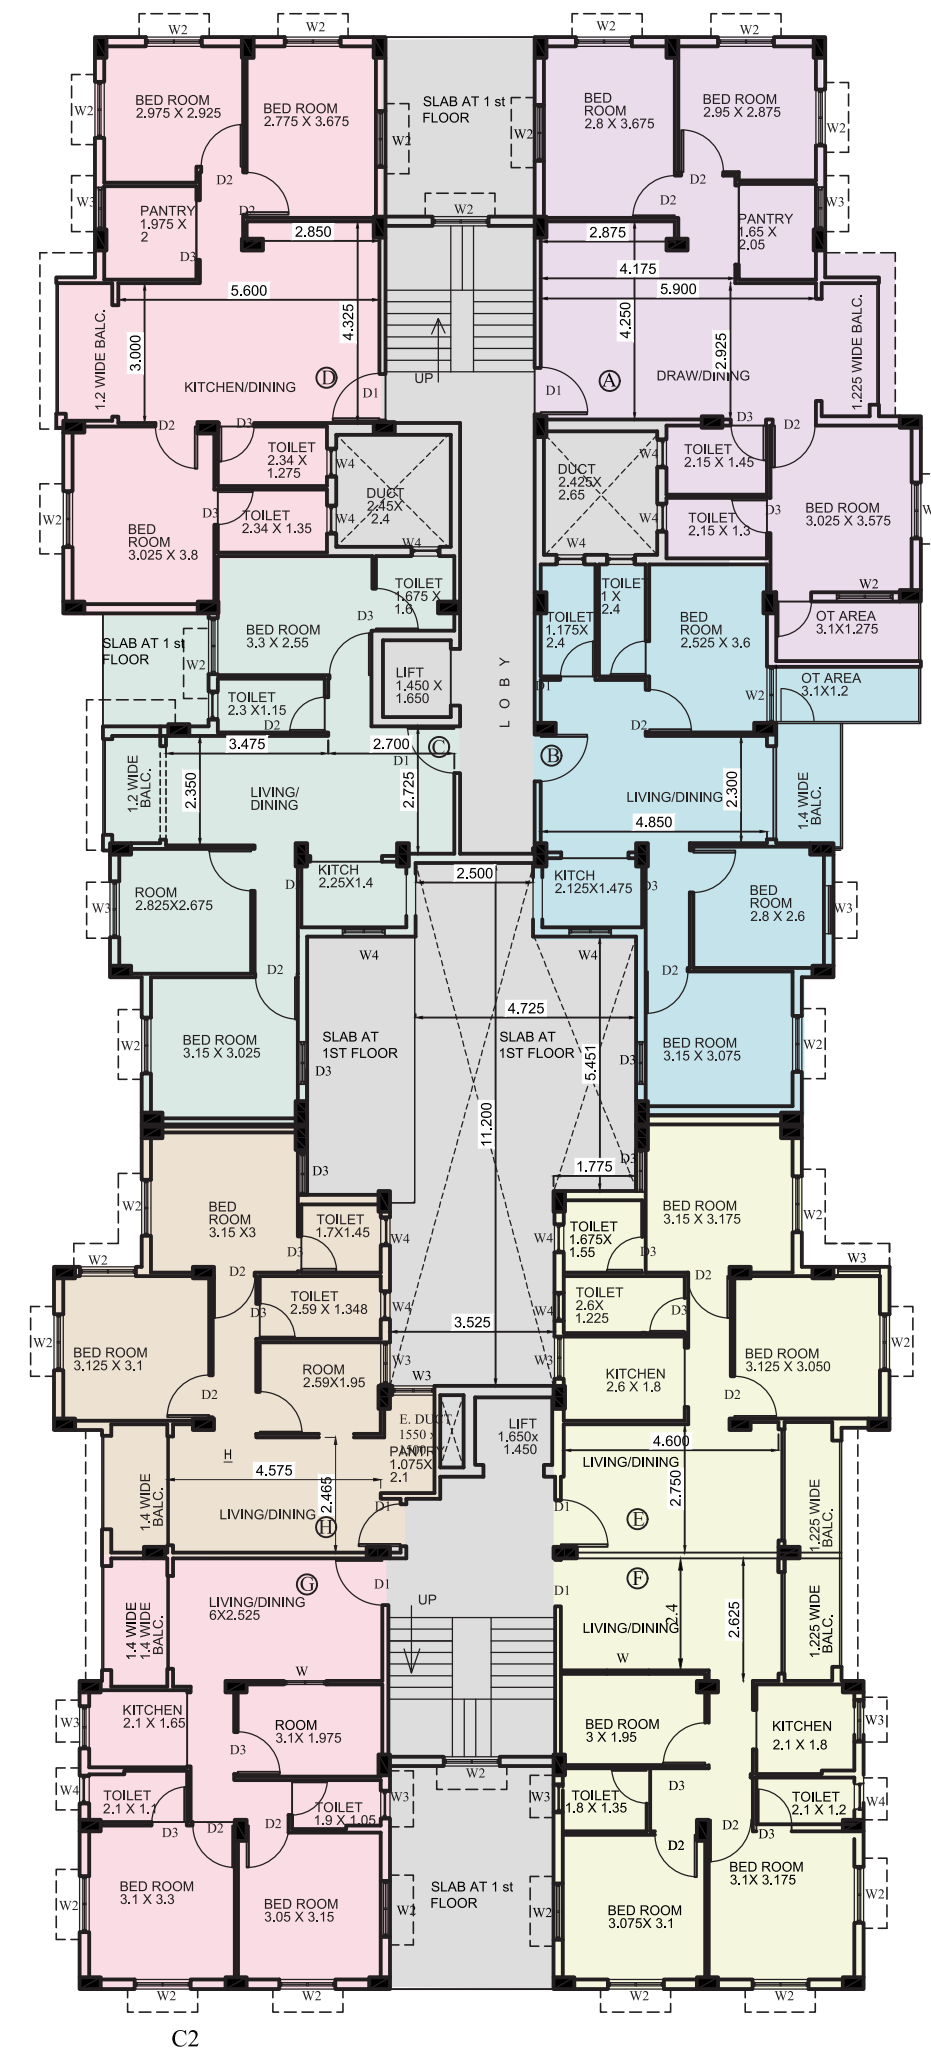 W2
W2
W2
W2
BED ROOM
2.975 X 2.925
BED ROOM
2.775 X 3.675
SLAB AT 1 st
FLOOR
BED
ROOM
2.8 X 3.675
BED ROOM
2.95 X 2.875
W2
W2
W2
W2
D2
D2
W3
PANTRY
1.975 X
2
D3
W2
D2
D2
PANTRY
1.65 X
2.05
W3
2.850
2.875
4.175
5.600
5.900
4.325
4.250
3.000
2.925
1.2 WIDE BALC.
KITCHEN/DINING
D
D1
UP
D1
A
DRAW/DINING
1.225 WIDE BALC.
D2
D3
D3
D2
TOILET
2.34 X
1.275
W4
DUCT
2.45X
2.4
DUCT
2.425X
2.65
W4
TOILET
2.15 X 1.45
W2
BED
ROOM
3.025 X 3.8
D3
TOILET
2.34 X 1.35
W4
W4
W4
W4
W4
TOILET
2.15 X 1.3
D3
BED ROOM
3.025 X 3.575
W2
TOILET
1.675 X
1.6
TOILET
1 X
2.4
TOILET
1.175X
2.4
BED
ROOM
2.525 X 3.6
OT AREA
3.1X1.275
D3
BED ROOM
3.3 X 2.55
SLAB AT 1 st
FLOOR
W2
LIFT
1.450 X
1.650
LOBY
D1
W2
OT AREA
3.1X1.2
TOILET
2.3 X1.15
D2
D2
3.475
2.700
D1
C
B
1.2 WIDE
BALC.
2.350
LIVING/
DINING
2.725
LIVING/DINING
2.300
4.850
1.4 WIDE
BALC.
KITCH
2.25X1.4
2.500
KITCH
2.125X1.475
D3
W3
ROOM
2.825X2.675
BED
ROOM
2.8 X 2.6
W3
D2
W4
W4
D2
4.725
W2
BED ROOM
3.15 X 3.025
SLAB AT
1ST FLOOR
SLAB AT
1ST FLOOR
BED ROOM
3.15 X 3.075
W2
D3
D3
5.451
11.200
D3
1.775
D3
W2
BED
ROOM
3.15 X3
TOILET
1.7X1.45
W4
W4
TOILET
1.675X
1.55
BED ROOM
3.15 X 3.175
W2
D3
D3
W2
D2
D2
W3
TOILET
2.59 X 1.348
W4
W4
TOILET
2.6X
1.225
D3
D3
3.525
W2
BED ROOM
3.125 X 3.1
W3
W3
W3
BED ROOM
3.125 X 3.050
W2
ROOM
2.59X1.95
KITCHEN
2.6 X 1.8
D2
D2
E. DUCT
1550 x
1500
PANTRY
1.075X
2.1
LIFT
1.650x
1.450
H
4.575
4.600
LIVING/DINING
1.4 WIDE
BALC.
2.465
LIVING/DINING
H
D1
D1
2.750
E
1.225 WIDE
BALC.
G
D1
D1
F
LIVING/DINING
6X2.525
UP
1.4 WIDE
1.4 WIDE
BALC.
2.4
2.625
LIVING/DINING
1.225 WIDE
BALC.
W
W
W3
KITCHEN
2.1 X 1.65
ROOM
3.1X 1.975
BED ROOM
3 X 1.95
KITCHEN
2.1 X 1.8
W3
D3
W2
D3
W4
TOILET
2.1 X 1.1
TOILET
1.9 X 1.05
W3
W3
TOILET
1.8 X 1.35
TOILET
2.1 X 1.2
W4
D3
D2
D2
D2
D2
D3
W2
BED ROOM
3.1 X 3.3
BED ROOM
3.05 X 3.15
W2
SLAB AT 1 st
FLOOR
W2
BED ROOM
3.075X 3.1
BED ROOM
3.1X 3.175
W2
W2
W2
W2
W2
C2